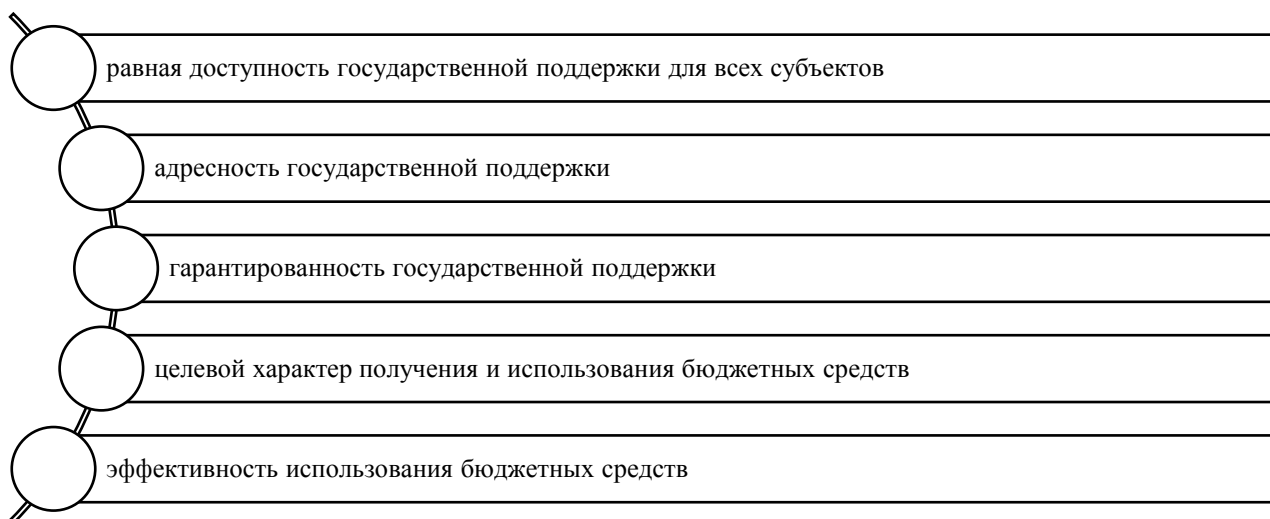 равная доступность государственной поддержки для всех субъектов
адресность государственной поддержки
гарантированность государственной поддержки
целевой характер получения и использования бюджетных средств
эффективность использования бюджетных средств